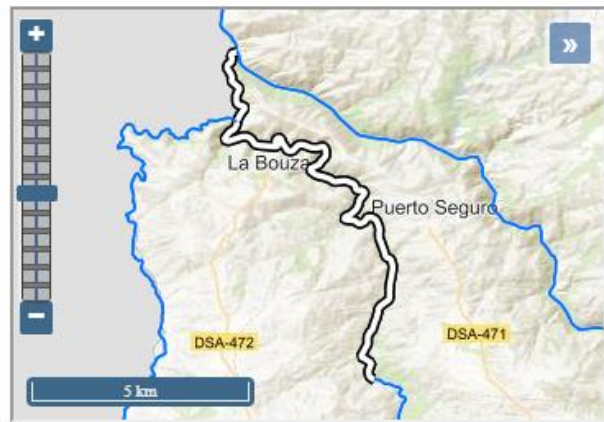 +
»
La Bouza
Puerto Seguro
DSA-472
DSA-471
−
5 km